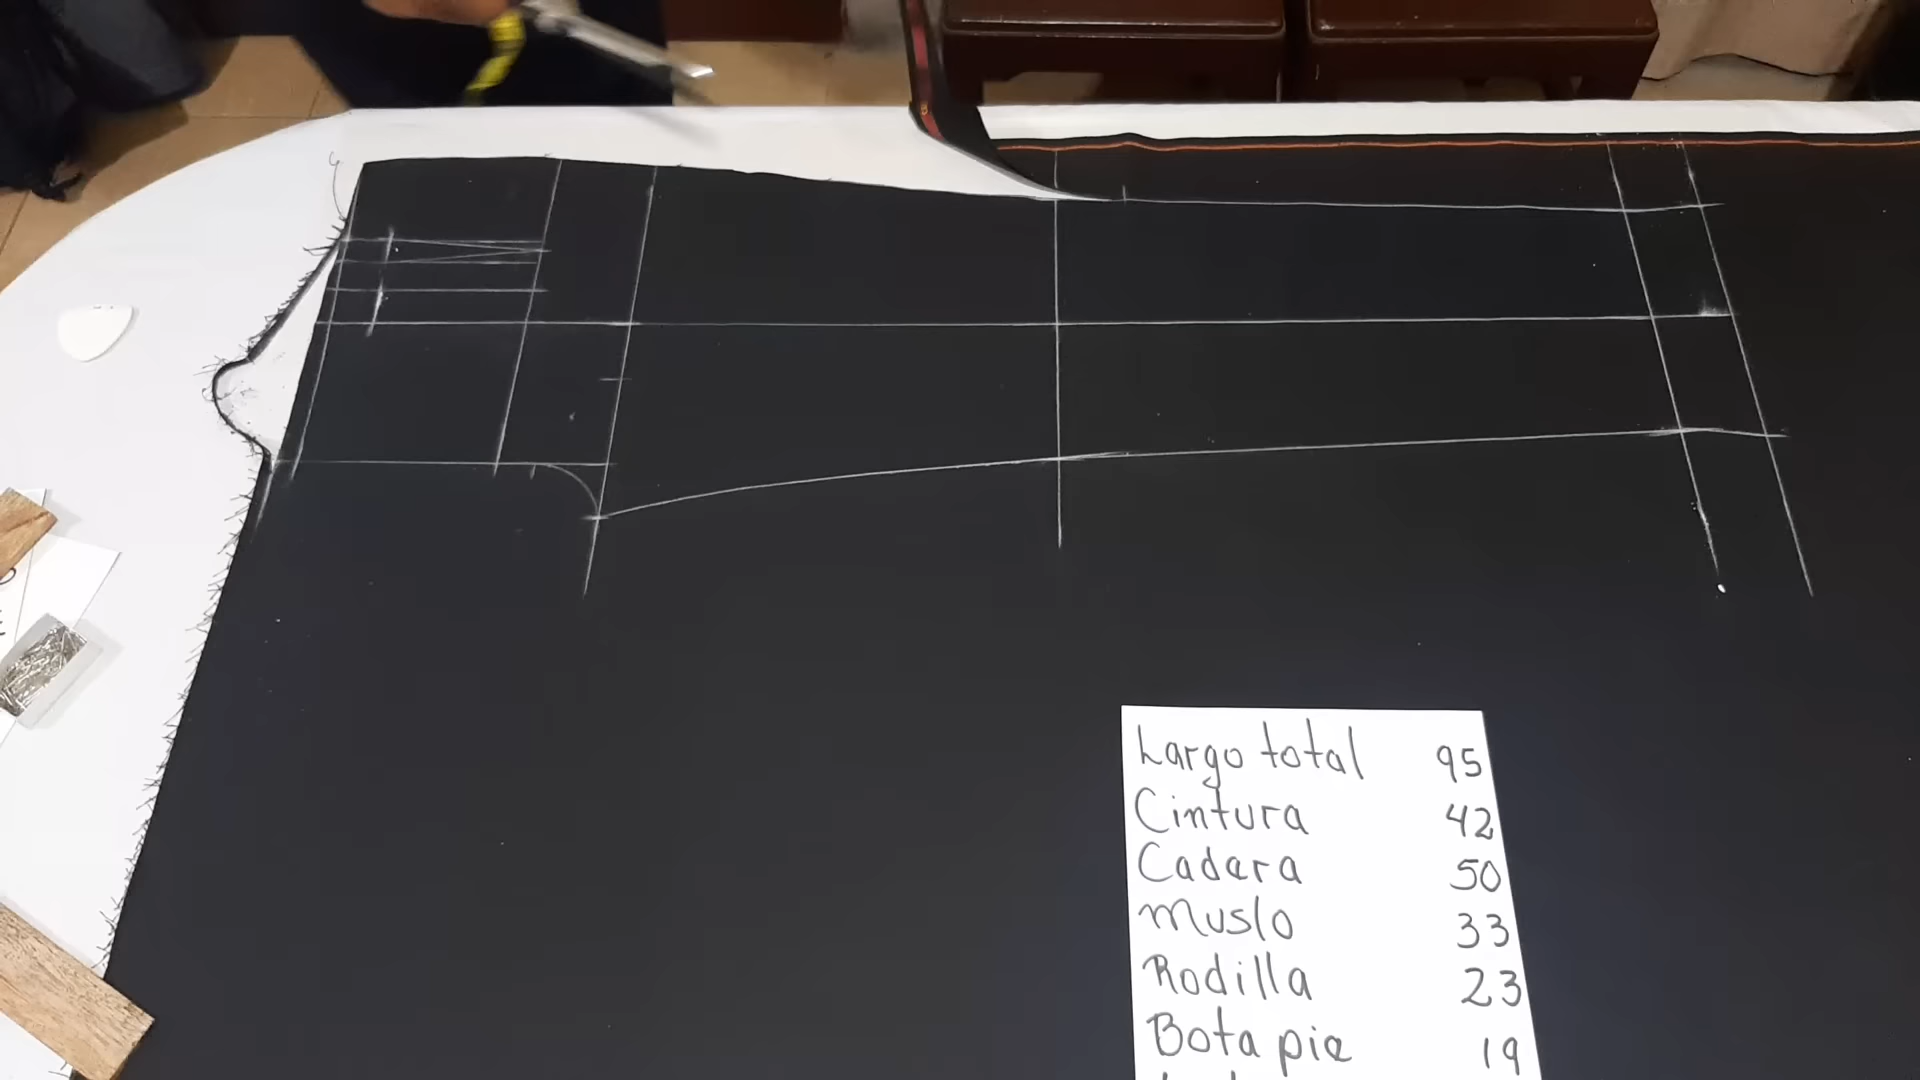 Largo total 95
Cintura 42
Cadera 50
Muslo 33
Rodilla 23
Bota pie 19